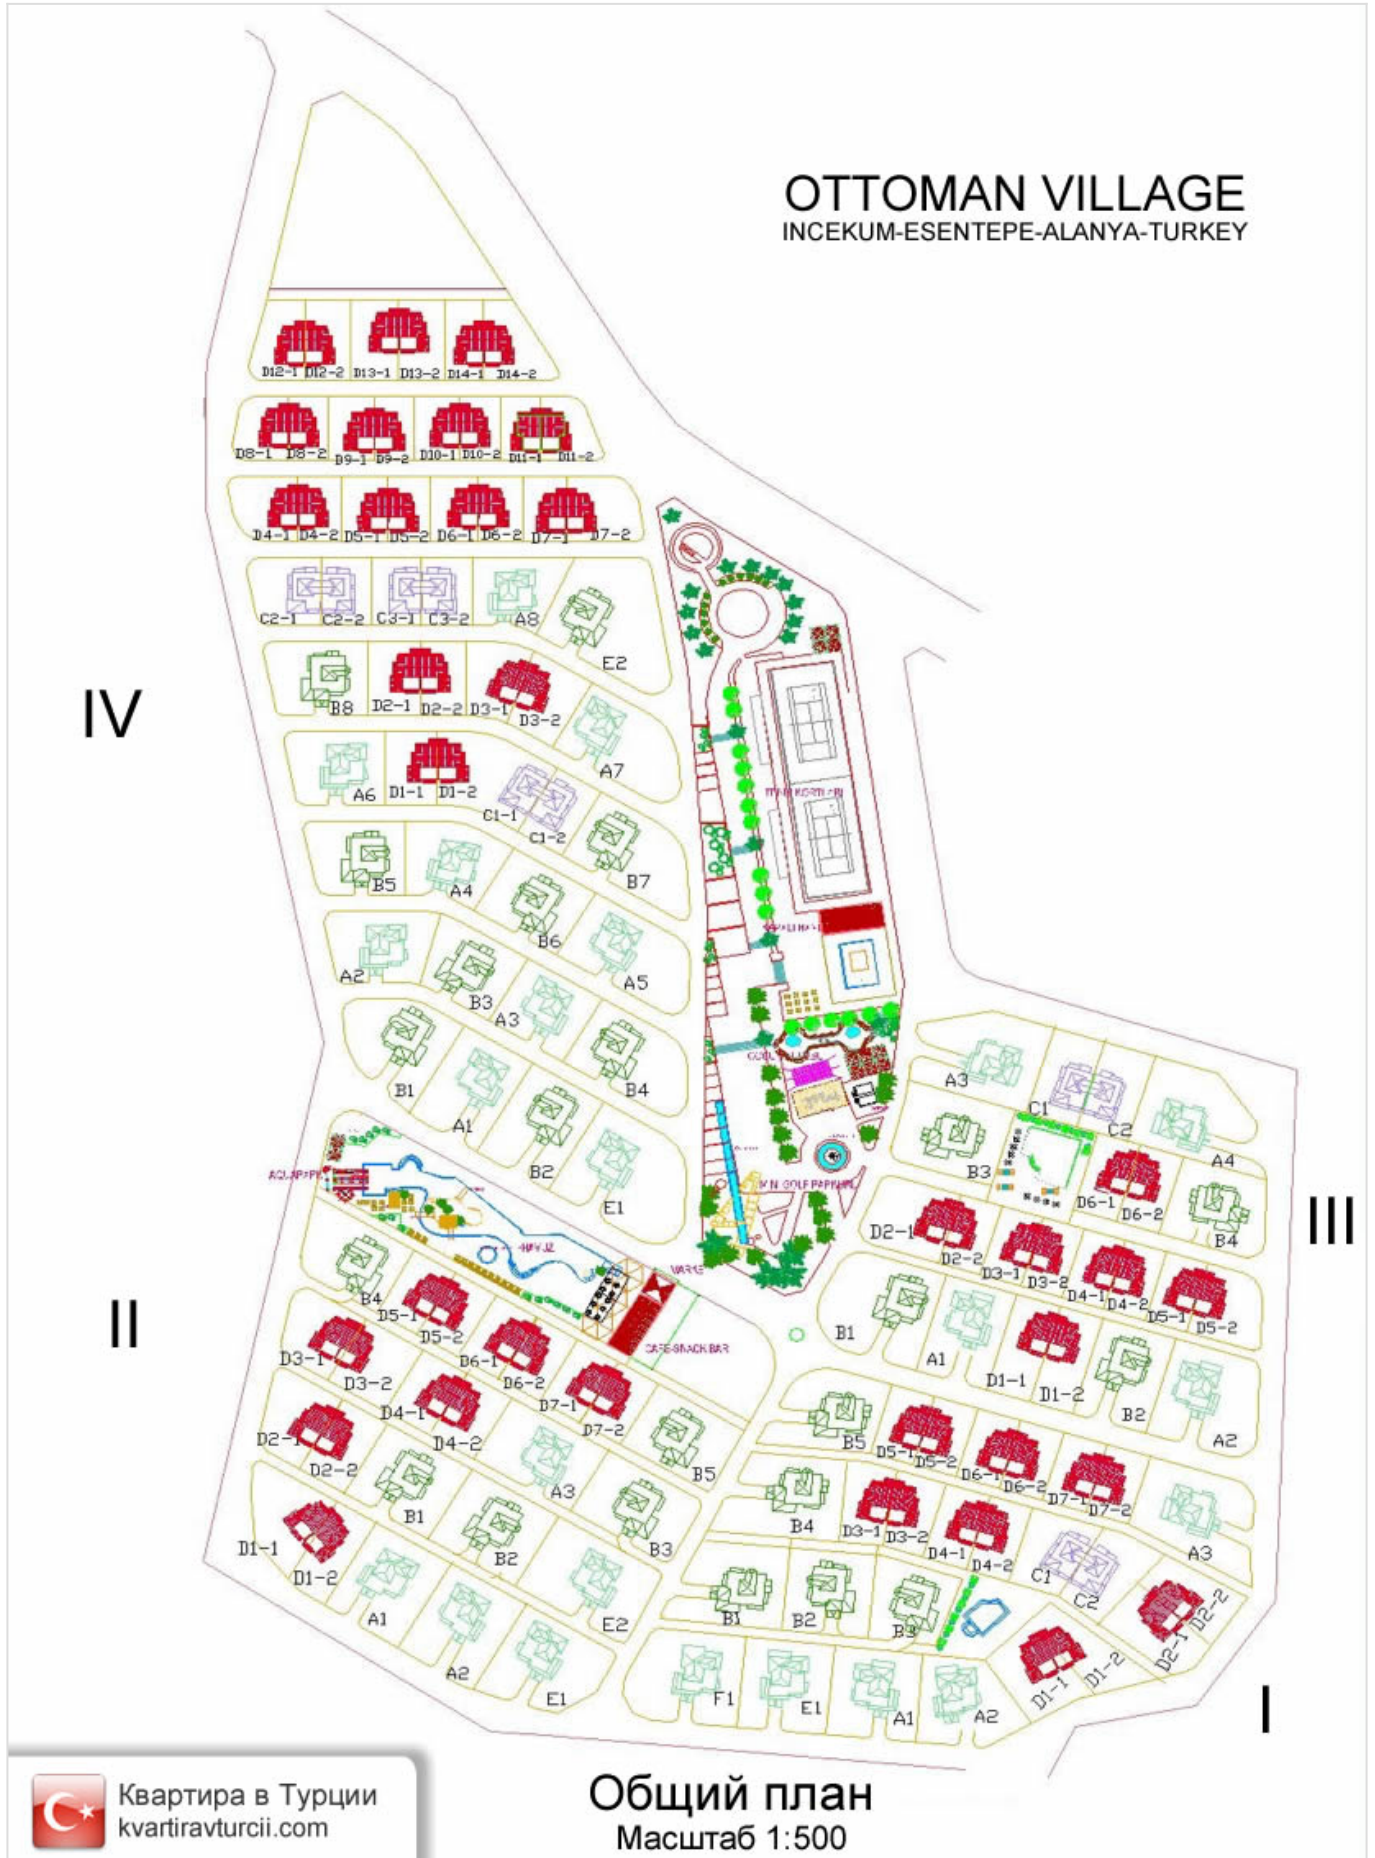 OTTOMAN VILLAGE
INCEKUM-ESENTEPE-ALANYA-TURKEY
D12-1 D12-2 D13-1 D13-2 D14-1 D14-2
D8-1 D8-2 D9-1 D9-2 D10-1 D10-2 D11-1 D11-2
D4-1 D4-2 D5-1 D5-2 D6-1 D6-2 D7-1 D7-2
C2-1 C2-2 C3-1 C3-2 A8 E2
IV
B8 D2-1 D2-2 D3-1 D3-2 A7
A6 D1-1 D1-2 C1-1 C1-2 B7
B5 A4 B6 A5
A2 B3 A3 B4
B1 A1 B2 E1
MINI GOLF PARKURU
AQUAPARK
HAVUZ
CAFE-SNACK BAR
III
A3 C1 C2 A4
B3 D6-1 D6-2 B4
D2-1 D2-2 D3-1 D3-2 D4-1 D4-2 D5-1 D5-2
B1 A1 D1-1 D1-2 B2 A2
II
B4 D5-1 D5-2 D6-1 D6-2 D7-1 D7-2 B5
D3-1 D3-2 D4-1 D4-2 A3 B3
D2-1 D2-2 B1 B2 E2
D1-1 D1-2 A1 A2 E1
B5 D5-1 D5-2 D6-1 D6-2 D7-1 D7-2 A3
B4 D3-1 D3-2 D4-1 D4-2 C1 C2 D2-1 D2-2
B1 B2 B3
F1 E1 A1 A2 D1-1 D1-2
I
Квартира в Турции
kvartiravturcii.com
Общий план
Масштаб 1:500